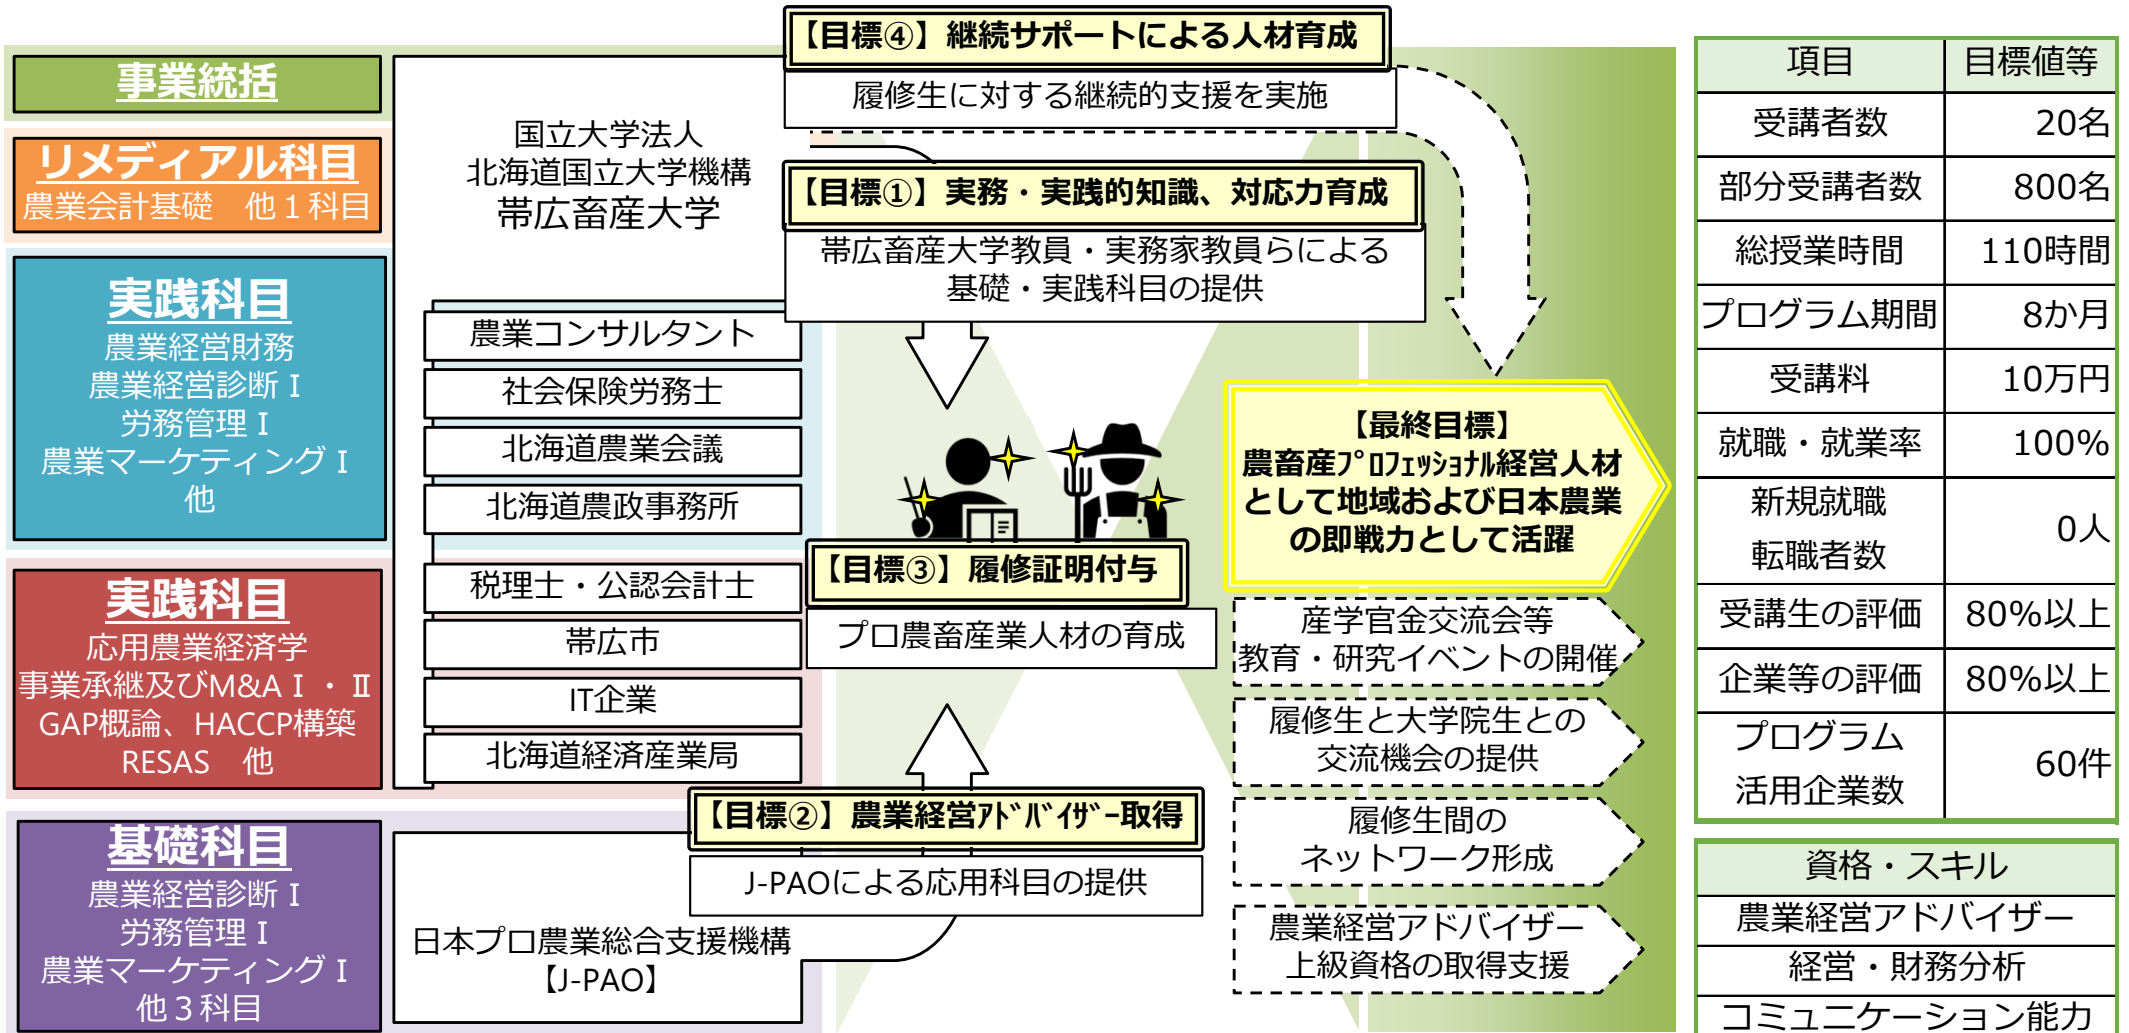 事業統括
リメディアル科目
農業会計基礎　他１科目
実践科目
農業経営財務
農業経営診断Ⅰ
労務管理Ⅰ
農業マーケティングⅠ
他
実践科目
応用農業経済学
事業承継及びM&AⅠ・Ⅱ
GAP概論、HACCP構築
RESAS　他
基礎科目
農業経営診断Ⅰ
労務管理Ⅰ
農業マーケティングⅠ
他３科目
国立大学法人
北海道国立大学機構
帯広畜産大学
農業コンサルタント
社会保険労務士
北海道農業会議
北海道農政事務所
税理士・公認会計士
帯広市
IT企業
北海道経済産業局
日本プロ農業総合支援機構
【J-PAO】
【目標④】継続サポートによる人材育成
履修生に対する継続的支援を実施
【目標①】実務・実践的知識、対応力育成
帯広畜産大学教員・実務家教員らによる
基礎・実践科目の提供
【目標③】履修証明付与
プロ農畜産業人材の育成
【目標②】農業経営ｱﾄﾞﾊﾞｲｻﾞｰ取得
J-PAOによる応用科目の提供
【最終目標】
農畜産ﾌﾟﾛﾌｪｯｼｮﾅﾙ経営人材
として地域および日本農業
の即戦力として活躍
産学官金交流会等
教育・研究イベントの開催
履修生と大学院生との
交流機会の提供
履修生間の
ネットワーク形成
農業経営アドバイザー
上級資格の取得支援
項目 目標値等
受講者数 20名
部分受講者数 800名
総授業時間 110時間
プログラム期間 8か月
受講料 10万円
就職・就業率 100%
新規就職
転職者数 0人
受講生の評価 80%以上
企業等の評価 80%以上
プログラム
活用企業数 60件
資格・スキル
農業経営アドバイザー
経営・財務分析
コミュニケーション能力